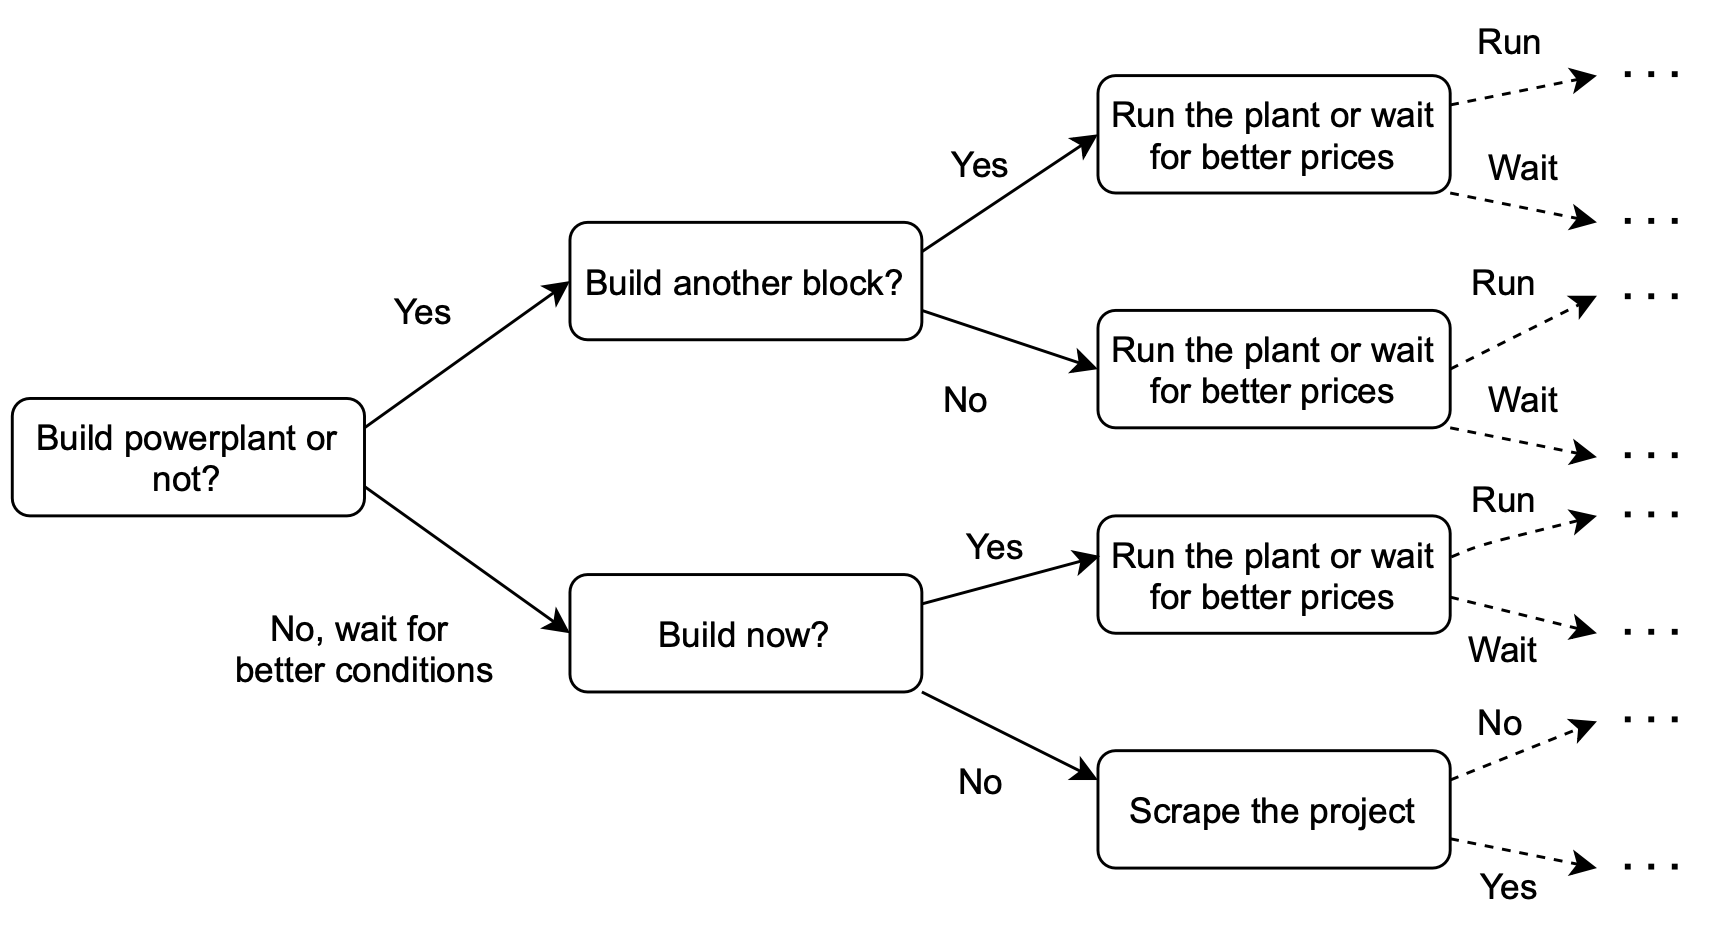 Run
. . .
Run the plant or wait
for better prices
Yes
Wait
. . .
Build another block?
Run
. . .
Yes
Run the plant or wait
for better prices
No
Wait
. . .
Build powerplant or
not?
Run
. . .
Yes
Run the plant or wait
for better prices
No, wait for
better conditions
Build now?
Wait
. . .
No
. . .
No
Scrape the project
. . .
Yes